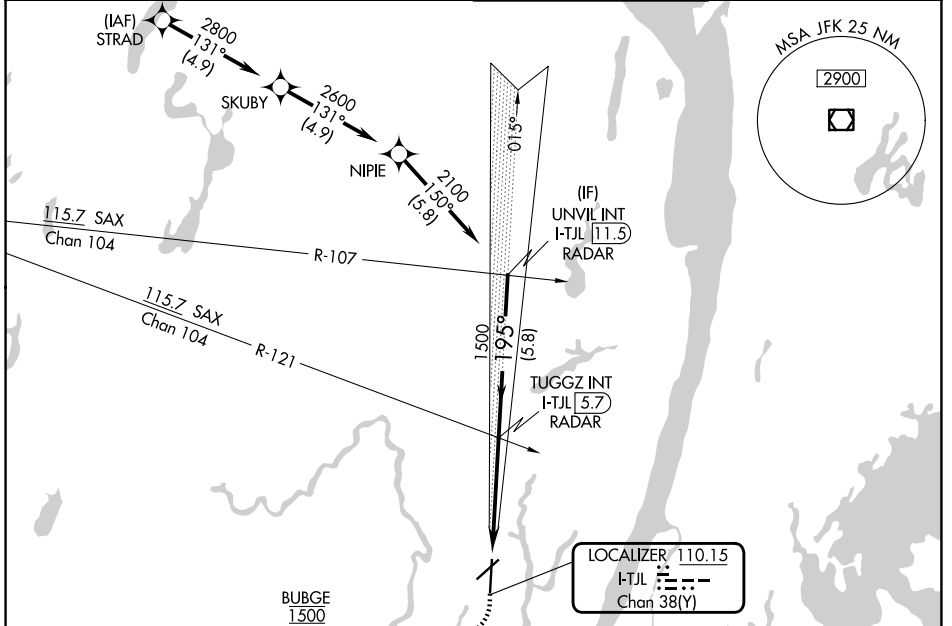 (IAF)
STRAD
2800
131°
(4.9)
SKUBY
2600
131°
(4.9)
NIPIE
2100
150°
(5.8)
MSA JFK 25 NM
2900
015°
(IF)
UNVIL INT
I-TJL 11.5
RADAR
115.7 SAX
Chan 104
R-107
115.7 SAX
Chan 104
R-121
1500
195°
(5.8)
TUGGZ INT
I-TJL 5.7
RADAR
LOCALIZER 110.15
I-TJL
Chan 38(Y)
BUBGE
1500